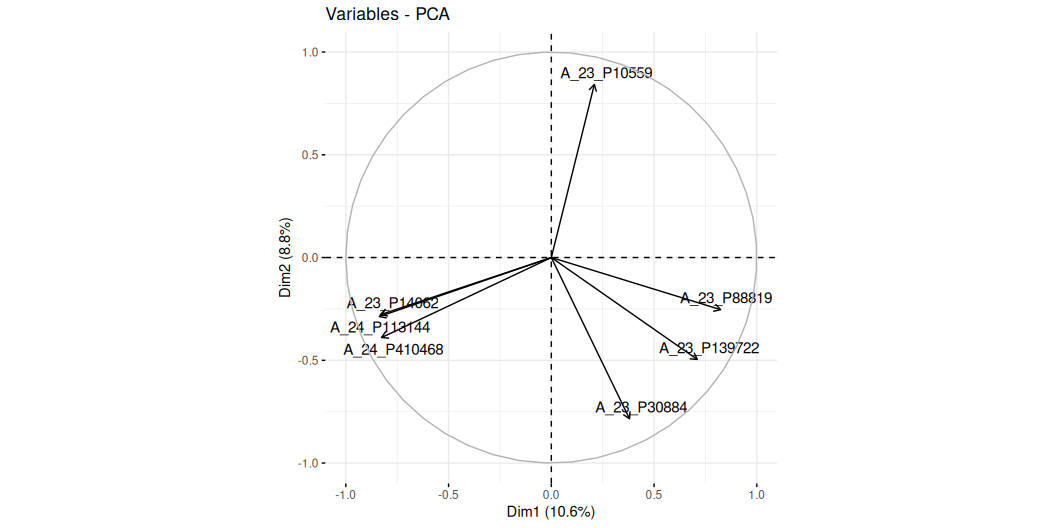 Variables - PCA
1.0
A_23_P10559
0.5
Dim2 (8.8%)
0.0
A_23_P88819
A_23_P14062
A_24_P113144
A_23_P139722
A_24_P410468
-0.5
A_23_P30884
-1.0
-1.0 -0.5 0.0 0.5 1.0
Dim1 (10.6%)